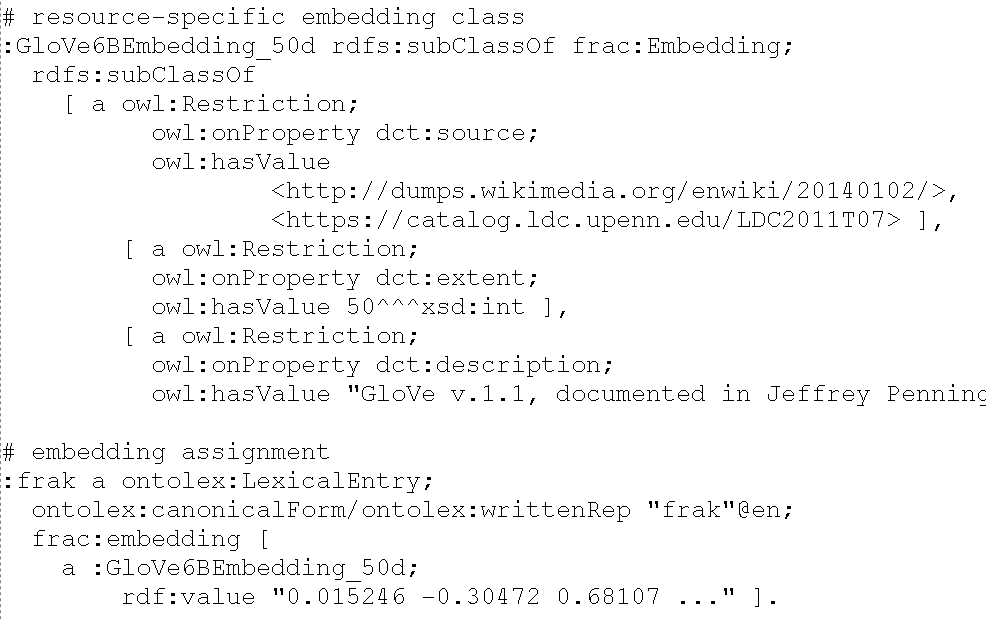 # resource-specific embedding class
:GloVe6BEmbedding_50d rdfs:subClassOf frac:Embedding;
rdfs:subClassOf
[ a owl:Restriction;
owl:onProperty dct:source;
owl:hasValue
<http://dumps.wikimedia.org/enwiki/20140102/>,
<https://catalog.ldc.upenn.edu/LDC2011T07> ],
[ a owl:Restriction;
owl:onProperty dct:extent;
owl:hasValue 50^^^xsd:int ],
[ a owl:Restriction;
owl:onProperty dct:description;
owl:hasValue "GloVe v.1.1, documented in Jeffrey
# embedding assignment
:frak a ontolex:LexicalEntry;
ontolex:canonicalForm/ontolex:writtenRep "frak"@en;
frac:embedding [
a :GloVe6BEmbedding_50d;
rdf:value "0.015246 -0.30472 0.68107 ..." ].